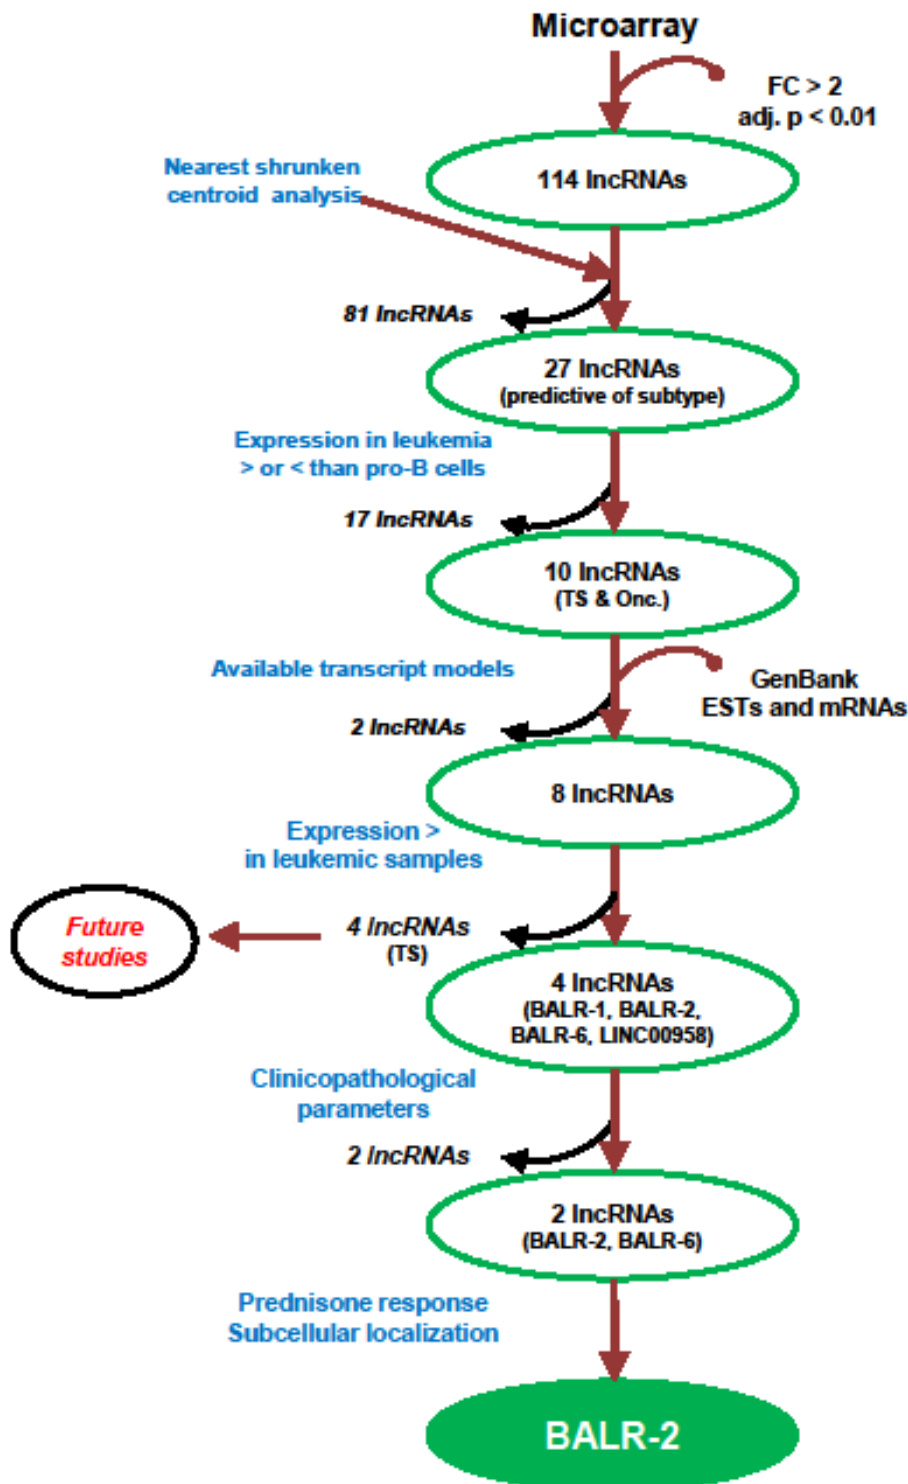 Microarray
FC > 2
adj. p < 0.01
114 lncRNAs
Nearest shrunken
centroid analysis
81 lncRNAs
27 lncRNAs
(predictive of subtype)
Expression in leukemia
> or < than pro-B cells
17 lncRNAs
10 lncRNAs
(TS & Onc.)
Available transcript models
GenBank
ESTs and mRNAs
2 lncRNAs
8 lncRNAs
Expression >
in leukemic samples
Future
studies
4 lncRNAs
(TS)
4 lncRNAs
(BALR-1, BALR-2,
BALR-6, LINC00958)
Clinicopathological
parameters
2 lncRNAs
2 lncRNAs
(BALR-2, BALR-6)
Prednisone response
Subcellular localization
BALR-2